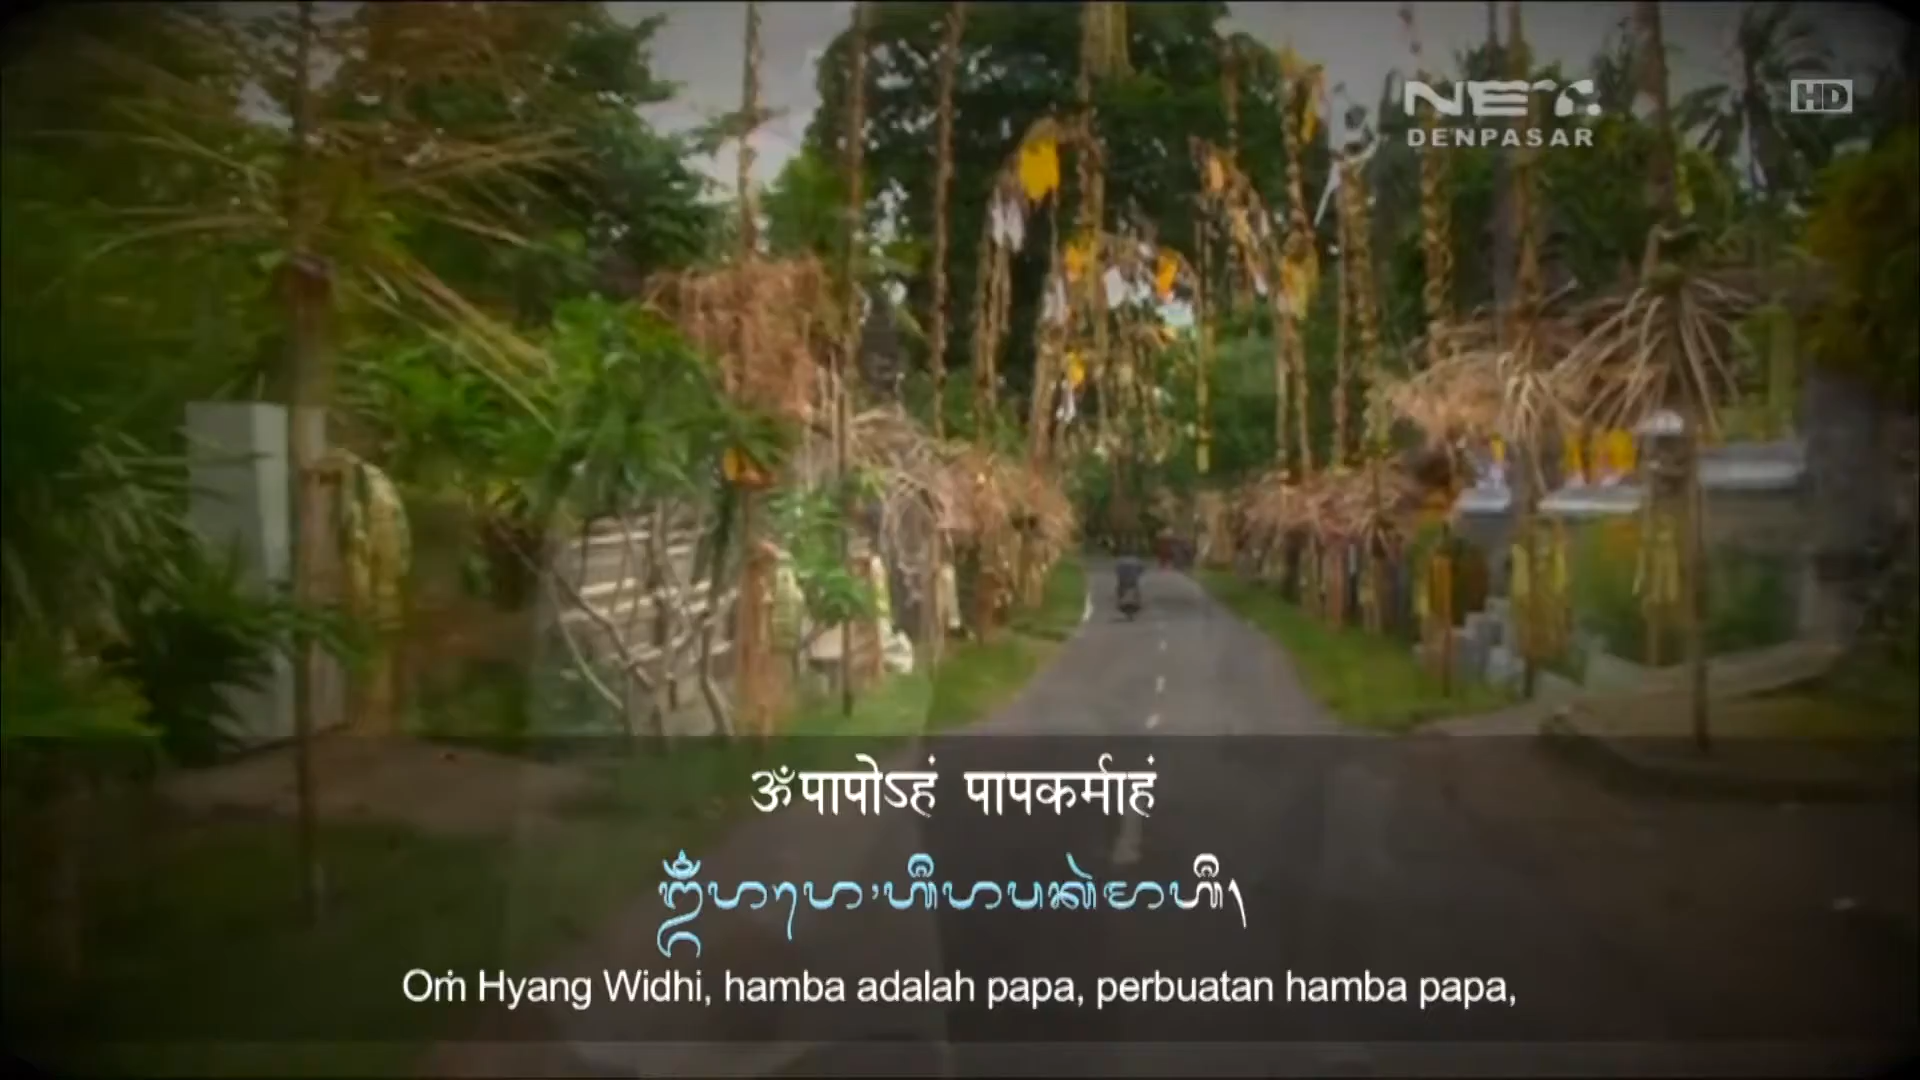 NET.
DENPASAR
HD
ॐ पापोऽहं पापकर्माहं
Oṁ Hyang Widhi, hamba adalah papa, perbuatan hamba papa,